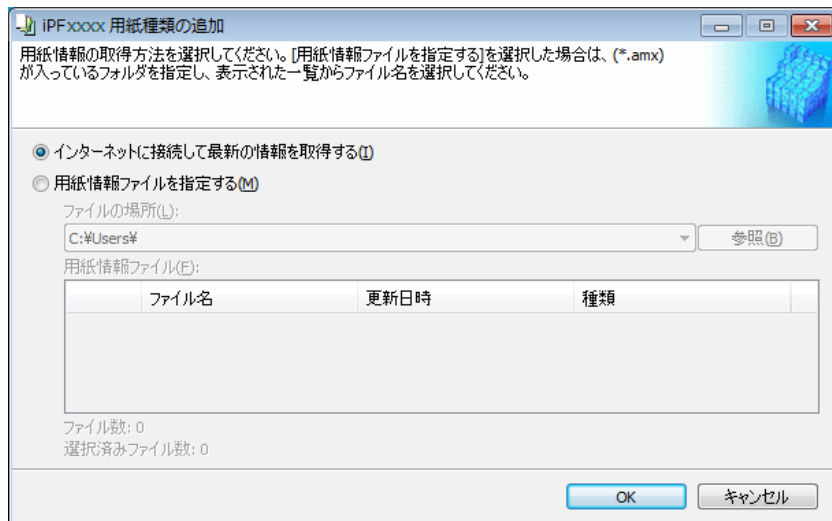 iPFxxxx 用紙種類の追加
用紙情報の取得方法を選択してください。[用紙情報ファイルを指定する]を選択した場合は、(*.amx)
が入っているフォルダを指定し、表示された一覧からファイル名を選択してください。
インターネットに接続して最新の情報を取得する(I)
用紙情報ファイルを指定する(M)
ファイルの場所(L):
C:¥Users¥
参照(B)
用紙情報ファイル(F):
ファイル名 更新日時 種類
ファイル数: 0
選択済みファイル数: 0
OK キャンセル